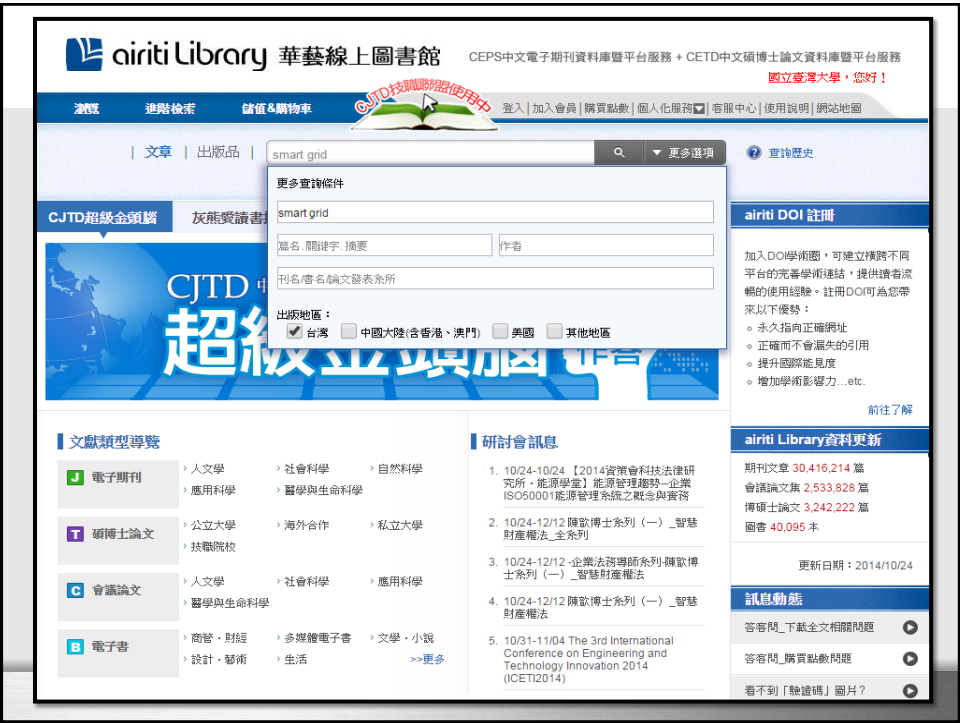 airiti Library 華藝線上圖書館
CEPS中文電子期刊資料庫暨平台服務 + CETD中文碩博士論文資料庫暨平台服務
國立臺灣大學,您好!
瀏覽 進階檢索 儲值&購物車
CJTD技職聯盟啟用中
登入|加入會員|購買點數|個人化服務|客服中心|使用說明|網站地圖
| 文章 | 出版品 | smart grid 更多選項 查詢歷史
更多查詢條件
smart grid
篇名. 關鍵字. 摘要 作者
刊名/書名/論文發表系所
出版地區:
台灣 中國大陸(含香港、澳門) 美國 其他地區
CJTD超級金頭腦 灰熊愛讀書
CJTD 中
超級金頭腦
airiti DOI 註冊
加入DOI學術圈,可建立橫跨不同
平台的完善學術連結,提供讀者流
暢的使用經驗。註冊DOI可為您帶
來以下優勢:
永久指向正確網址
正確而不會漏失的引用
提升國際能見度
增加學術影響力…etc.
前往了解
文獻類型導覽
J 電子期刊
人文學 社會科學 自然科學
應用科學 醫學與生命科學
T 碩博士論文
公立大學 海外合作 私立大學
技職院校
C 會議論文
人文學 社會科學 應用科學
醫學與生命科學
B 電子書
商管．財經 多媒體電子書 文學．小說
設計．藝術 生活 >>更多
研討會訊息
1. 10/24-10/24 【2014資策會科技法律研
究所．能源學堂】能源管理趨勢─企業
ISO50001能源管理系統之概念與實務
2. 10/24-12/12 陳歆博士系列（一）_智慧
財產權法_全系列
3. 10/24-12/12 -企業法務導師系列-陳歆博
士系列（一）_智慧財產權法
4. 10/24-12/12 陳歆博士系列（一）_智慧
財產權法
5. 10/31-11/04 The 3rd International
Conference on Engineering and
Technology Innovation 2014
(ICETI2014)
airiti Library資料更新
期刊文章 30,416,214 篇
會議論文集 2,533,828 篇
博碩士論文 3,242,222 篇
圖書 40,095 本
更新日期：2014/10/24
訊息動態
答客問_下載全文相關問題
答客問_購買點數問題
看不到「驗證碼」圖片?